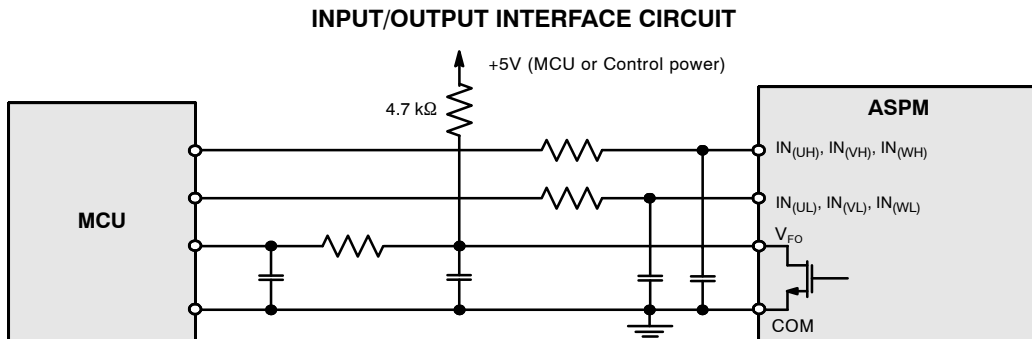 INPUT/OUTPUT INTERFACE CIRCUIT
+5V (MCU or Control power)
4.7 kΩ
ASPM
IN(UH), IN(VH), IN(WH)
IN(UL), IN(VL), IN(WL)
MCU
VFO
COM